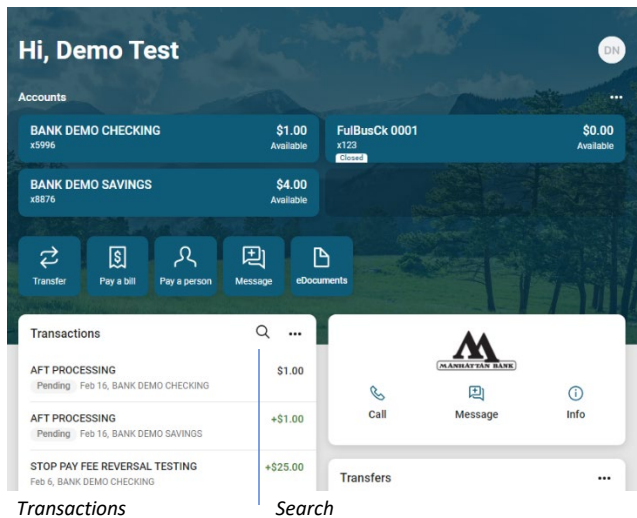 Hi, Demo Test
DN
Accounts
BANK DEMO CHECKING
$1.00
x5996
Available
FulBusCk 0001
$0.00
x123
Available
Closed
BANK DEMO SAVINGS
$4.00
x8876
Available
Transfer
Pay a bill
Pay a person
Message
eDocuments
Transactions
AFT PROCESSING
$1.00
Pending Feb 16, BANK DEMO CHECKING
AFT PROCESSING
+$1.00
Pending Feb 16, BANK DEMO SAVINGS
STOP PAY FEE REVERSAL TESTING
+$25.00
Feb 6, BANK DEMO CHECKING
MANHATTAN BANK
Call
Message
Info
Transfers
Transactions
Search